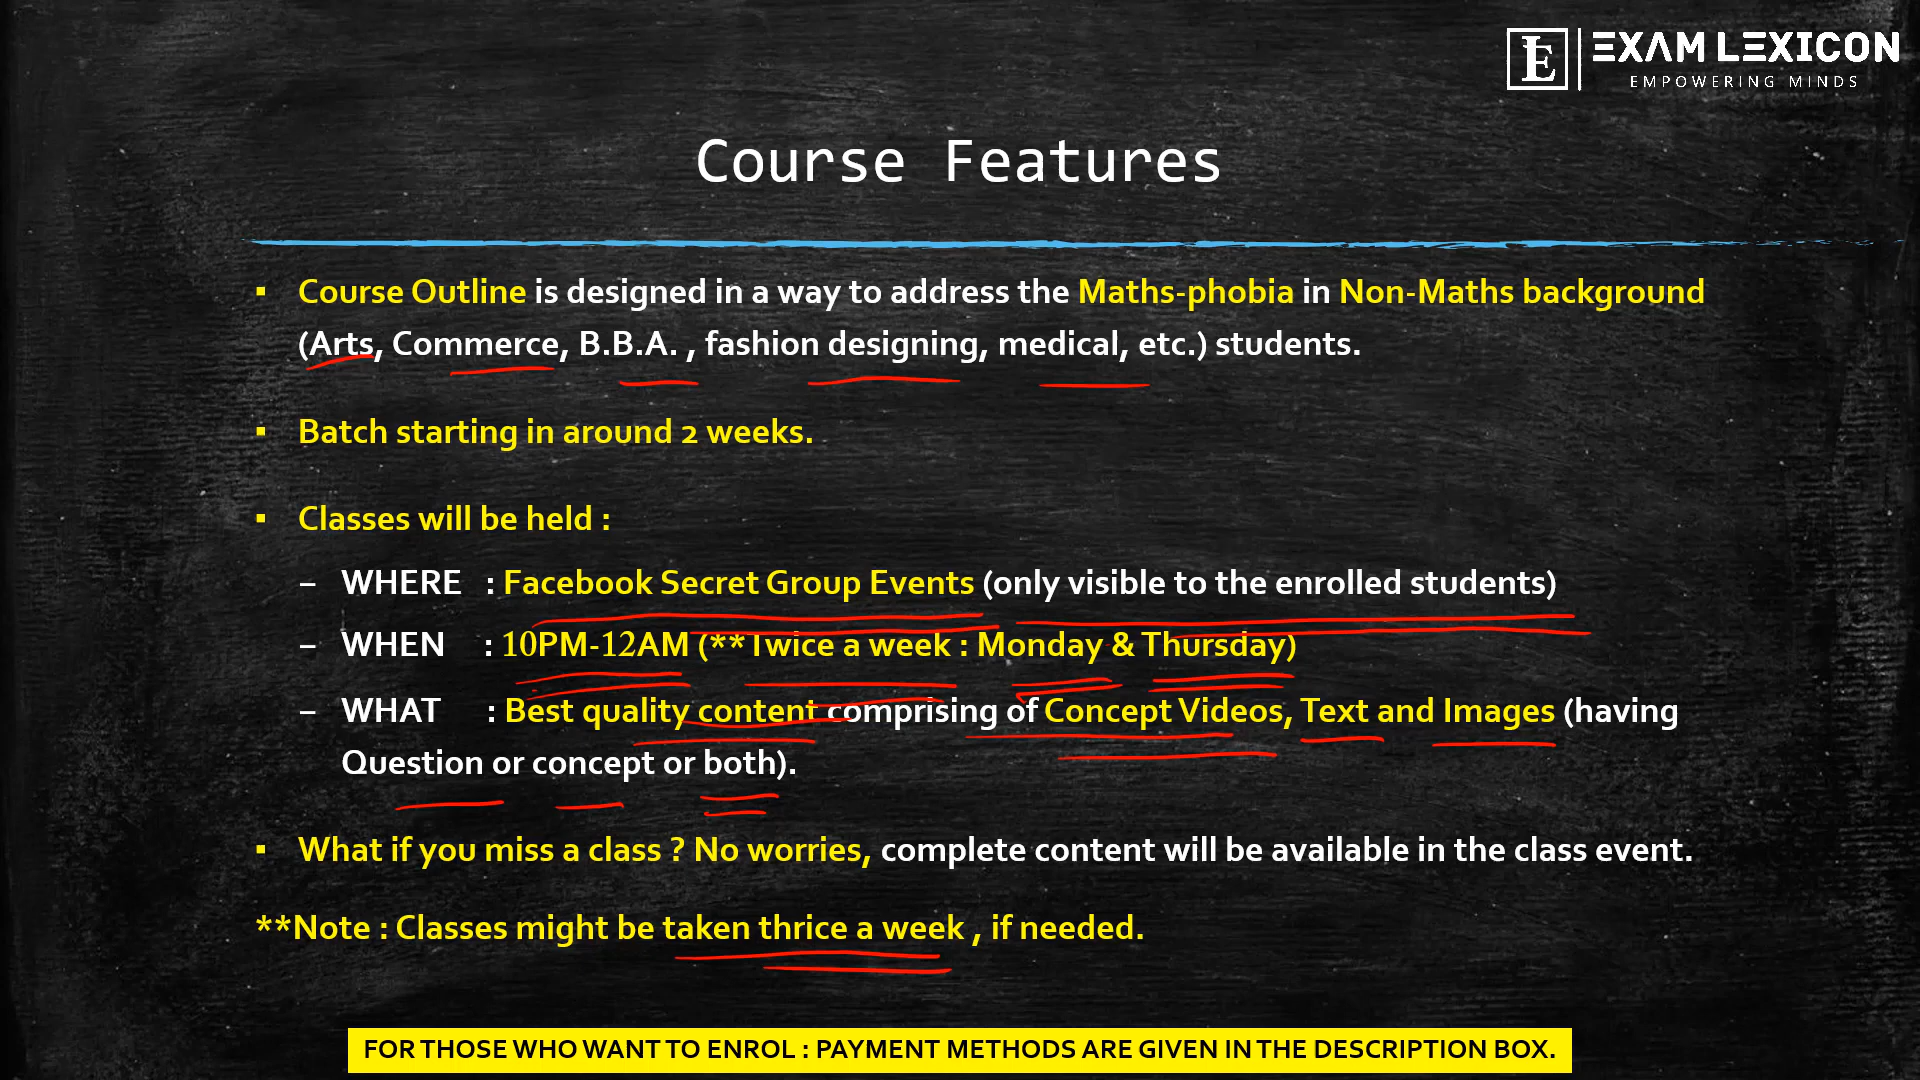 EXAM LEXICON
EMPOWERING MINDS
Course Features
▪ Course Outline is designed in a way to address the Maths-phobia in Non-Maths background
(Arts, Commerce, B.B.A. , fashion designing, medical, etc.) students.
▪ Batch starting in around 2 weeks.
▪ Classes will be held :
– WHERE : Facebook Secret Group Events (only visible to the enrolled students)
– WHEN : 10PM-12AM (**Twice a week : Monday & Thursday)
– WHAT : Best quality content comprising of Concept Videos, Text and Images (having
Question or concept or both).
▪ What if you miss a class ? No worries, complete content will be available in the class event.
**Note : Classes might be taken thrice a week , if needed.
FOR THOSE WHO WANT TO ENROL : PAYMENT METHODS ARE GIVEN IN THE DESCRIPTION BOX.